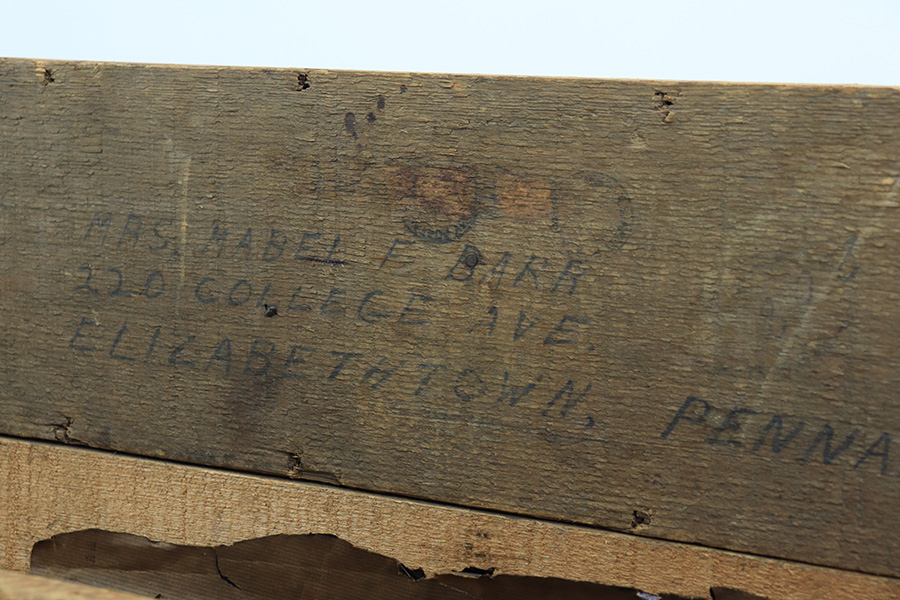 MRS. MABEL F BARR
220 COLLEGE AVE.
ELIZABETHTOWN, PENNA